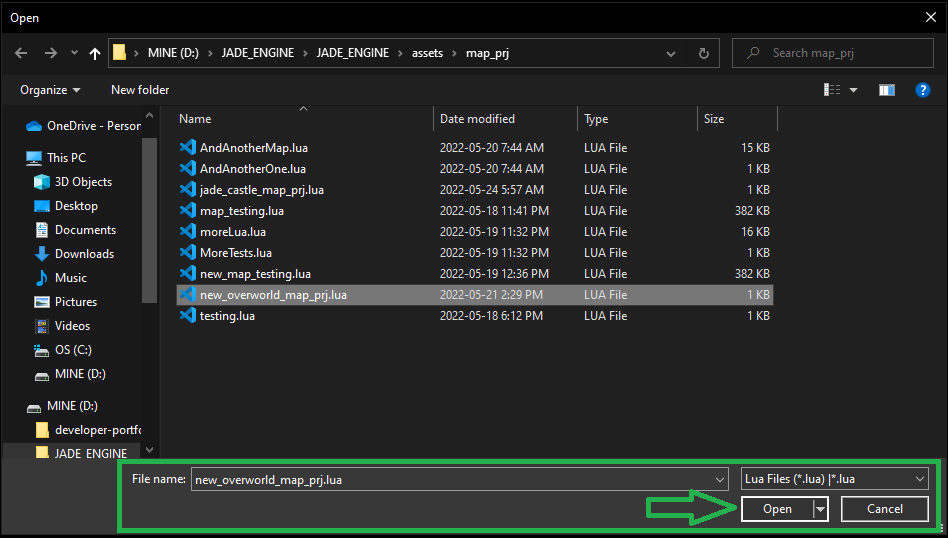 Open
MINE (D:) JADE_ENGINE JADE_ENGINE assets map_prj
Search map_prj
Organize New folder
?
Name Date modified Type Size
OneDrive - Person
This PC
3D Objects
Desktop
Documents
Downloads
Music
Pictures
Videos
OS (C:)
MINE (D:)
MINE (D:)
developer-portfo
JADE_ENGINE
AndAnotherMap.lua 2022-05-20 7:44 AM LUA File 15 KB
AndAnotherOne.lua 2022-05-20 7:44 AM LUA File 1 KB
jade_castle_map_prj.lua 2022-05-24 5:57 AM LUA File 1 KB
map_testing.lua 2022-05-18 11:41 PM LUA File 382 KB
moreLua.lua 2022-05-19 11:32 PM LUA File 16 KB
MoreTests.lua 2022-05-19 11:32 PM LUA File 1 KB
new_map_testing.lua 2022-05-19 12:36 PM LUA File 382 KB
new_overworld_map_prj.lua 2022-05-21 2:29 PM LUA File 1 KB
testing.lua 2022-05-18 6:12 PM LUA File 1 KB
File name: new_overworld_map_prj.lua Lua Files (*.lua) |*.lua
Open Cancel